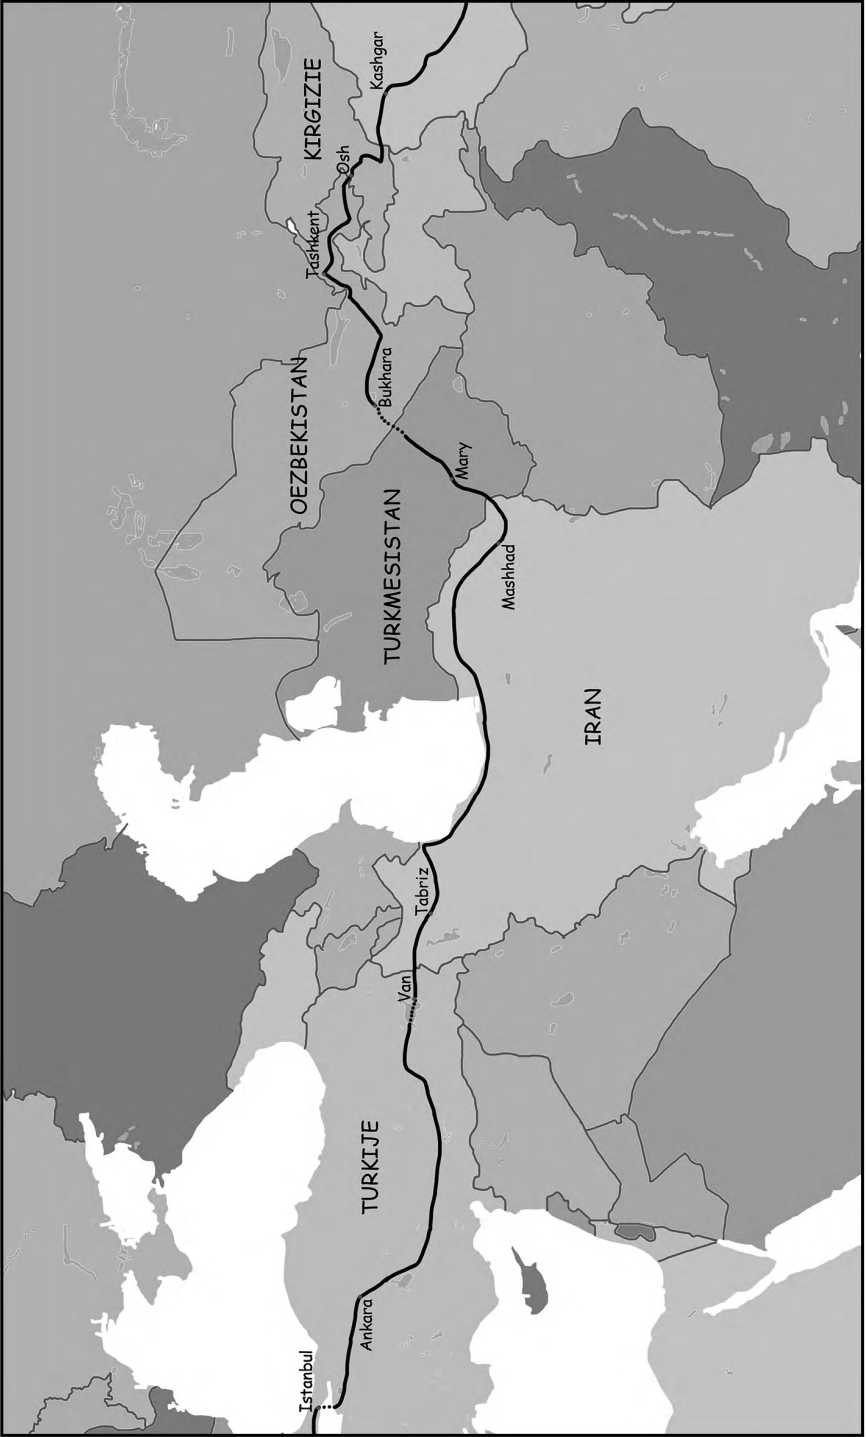 Istanbul
Ankara
TURKIJE
Van
Tabriz
IRAN
Mashhad
TURKMESISTAN
Mary
OEZBEKISTAN
Bukhara
Tashkent
Osh
KIRGIZIE
Kashgar